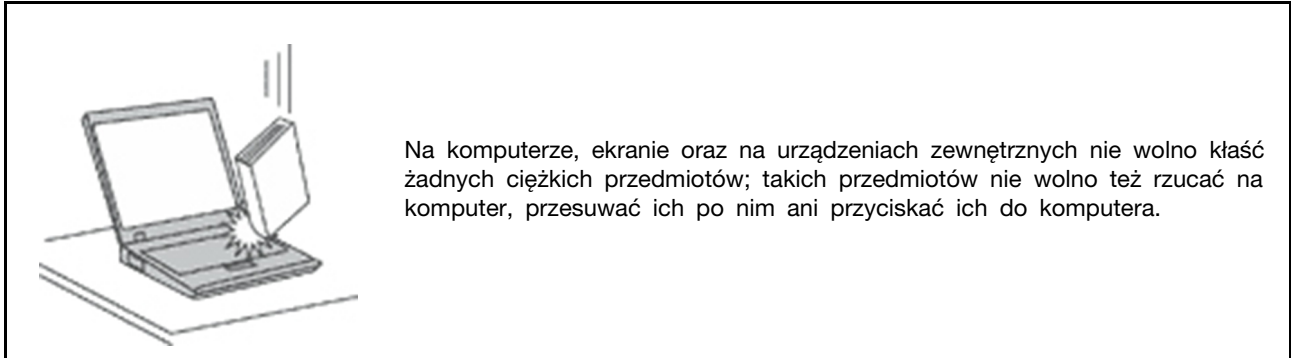 Na komputerze, ekranie oraz na urządzeniach zewnętrznych nie wolno kłaść
żadnych ciężkich przedmiotów; takich przedmiotów nie wolno też rzucać na
komputer, przesuwać ich po nim ani przyciskać ich do komputera.